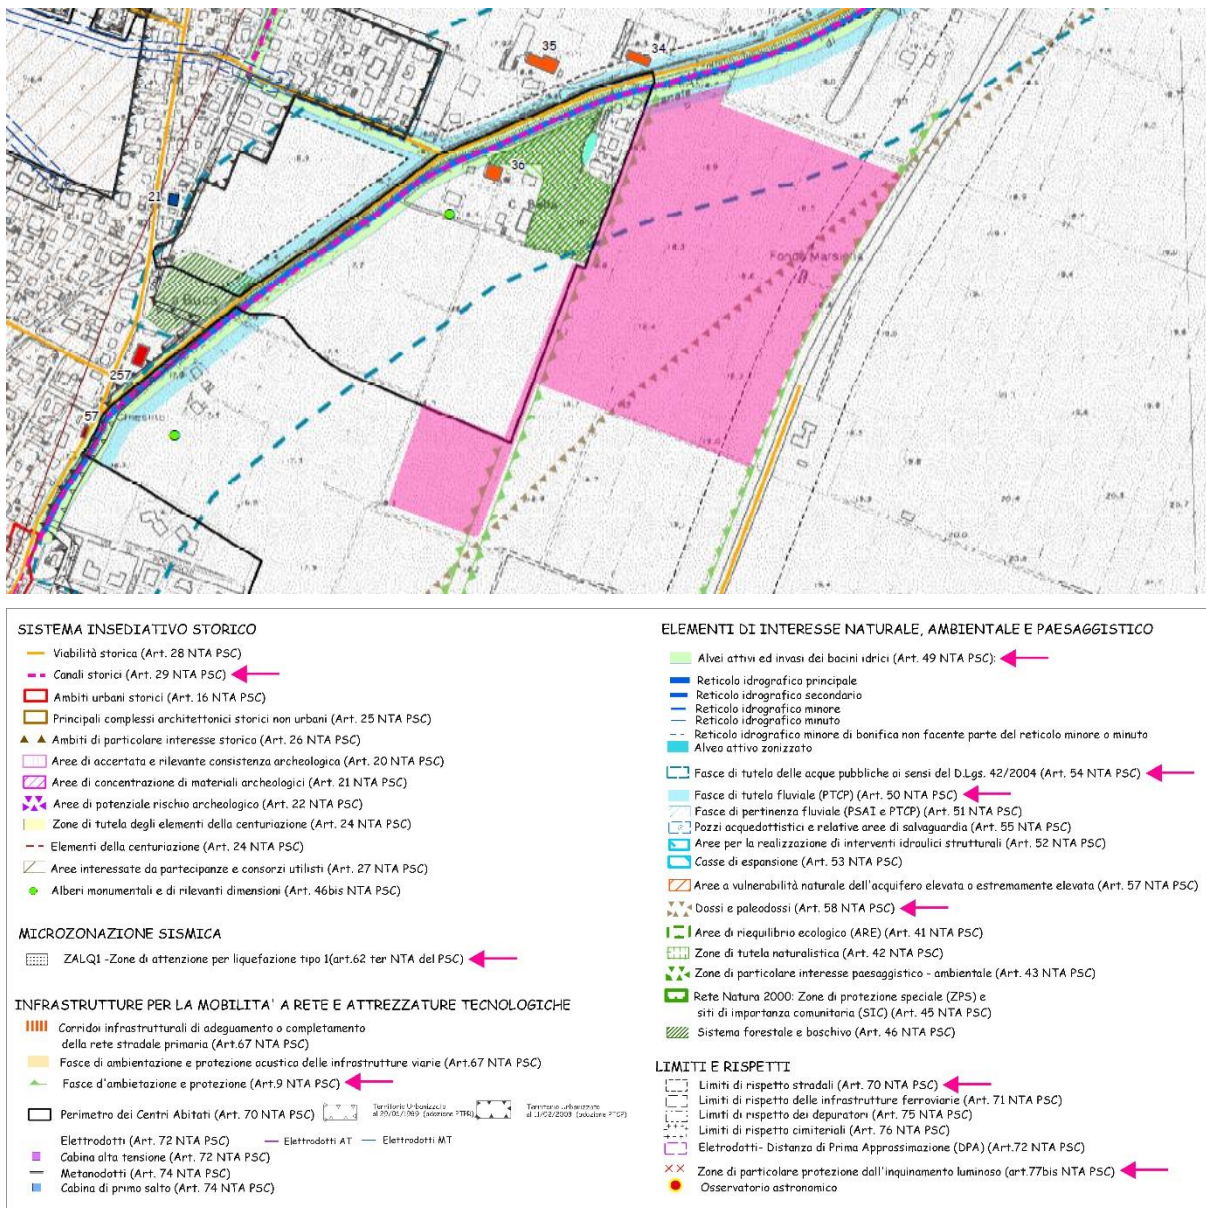 35
34
36
21
257
57
C. Bella
La Buca
Fondo Marsiglia
SISTEMA INSEDIATIVO STORICO
Viabilità storica (Art. 28 NTA PSC)
Canali storici (Art. 29 NTA PSC)
Ambiti urbani storici (Art. 16 NTA PSC)
Principali complessi architettonici storici non urbani (Art. 25 NTA PSC)
Ambiti di particolare interesse storico (Art. 26 NTA PSC)
Aree di accertata e rilevante consistenza archeologica (Art. 20 NTA PSC)
Aree di concentrazione di materiali archeologici (Art. 21 NTA PSC)
Aree di potenziale rischio archeologico (Art. 22 NTA PSC)
Zone di tutela degli elementi della centuriazione (Art. 24 NTA PSC)
Elementi della centuriazione (Art. 24 NTA PSC)
Aree interessate da partecipanze e consorzi utilisti (Art. 27 NTA PSC)
Alberi monumentali e di rilevanti dimensioni (Art. 46bis NTA PSC)
MICROZONAZIONE SISMICA
ZALQ1 -Zone di attenzione per liquefazione tipo 1(art.62 ter NTA del PSC)
INFRASTRUTTURE PER LA MOBILITA' A RETE E ATTREZZATURE TECNOLOGICHE
Corridoi infrastrutturali di adeguamento o completamento
della rete stradale primaria (Art.67 NTA PSC)
Fasce di ambientazione e protezione acustica delle infrastrutture viarie (Art.67 NTA PSC)
Fasce d'ambietazione e protezione (Art.9 NTA PSC)
Perimetro dei Centri Abitati (Art. 70 NTA PSC)
Territorio Urbanizzato
al 29/01/1989 (adozione PTPR)
Territorio urbanizzato
al 11/02/2003 (adozione PTCP)
Elettrodotti (Art. 72 NTA PSC) Elettrodotti AT Elettrodotti MT
Cabina alta tensione (Art. 72 NTA PSC)
Metanodotti (Art. 74 NTA PSC)
Cabina di primo salto (Art. 74 NTA PSC)
ELEMENTI DI INTERESSE NATURALE, AMBIENTALE E PAESAGGISTICO
Alvei attivi ed invasi dei bacini idrici (Art. 49 NTA PSC):
Reticolo idrografico principale
Reticolo idrografico secondario
Reticolo idrografico minore
Reticolo idrografico minuto
Reticolo idrografico minore di bonifica non facente parte del reticolo minore o minuto
Alveo attivo zonizzato
Fasce di tutela delle acque pubbliche ai sensi del D.Lgs. 42/2004 (Art. 54 NTA PSC)
Fasce di tutela fluviale (PTCP) (Art. 50 NTA PSC)
Fasce di pertinenza fluviale (PSAI e PTCP) (Art. 51 NTA PSC)
Pozzi acquedottistici e relative aree di salvaguardia (Art. 55 NTA PSC)
Aree per la realizzazione di interventi idraulici strutturali (Art. 52 NTA PSC)
Casse di espansione (Art. 53 NTA PSC)
Aree a vulnerabilità naturale dell'acquifero elevata o estremamente elevata (Art. 57 NTA PSC)
Dossi e paleodossi (Art. 58 NTA PSC)
Aree di riequilibrio ecologico (ARE) (Art. 41 NTA PSC)
Zone di tutela naturalistica (Art. 42 NTA PSC)
Zone di particolare interesse paesaggistico - ambientale (Art. 43 NTA PSC)
Rete Natura 2000: Zone di protezione speciale (ZPS) e
siti di importanza comunitaria (SIC) (Art. 45 NTA PSC)
Sistema forestale e boschivo (Art. 46 NTA PSC)
LIMITI E RISPETTI
Limiti di rispetto stradali (Art. 70 NTA PSC)
Limiti di rispetto delle infrastrutture ferroviarie (Art. 71 NTA PSC)
Limiti di rispetto dei depuratori (Art. 75 NTA PSC)
Limiti di rispetto cimiteriali (Art. 76 NTA PSC)
Eletrodotti- Distanza di Prima Approssimazione (DPA) (Art.72 NTA PSC)
Zone di particolare protezione dall'inquinamento luminoso (art.77bis NTA PSC)
Osservatorio astronomico